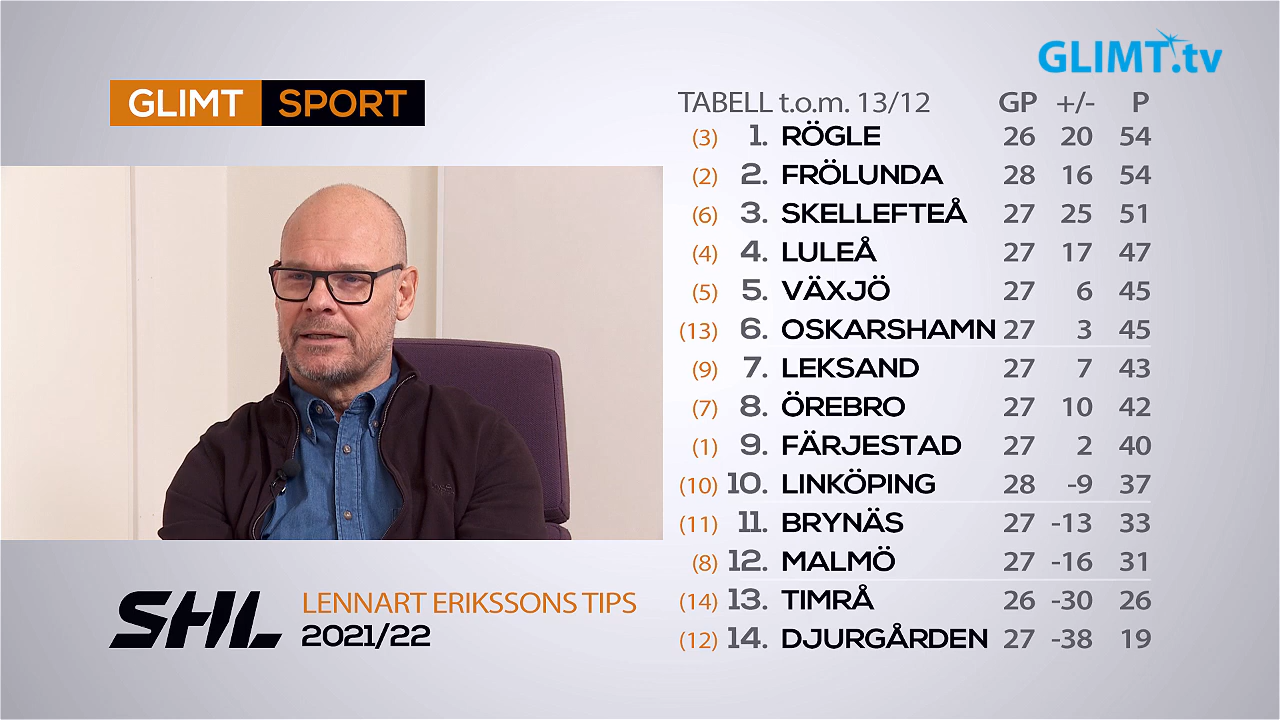 GLIMT.tv
GLIMT SPORT
TABELL t.o.m. 13/12 GP +/- P
(3) 1. RÖGLE 26 20 54
(2) 2. FRÖLUNDA 28 16 54
(6) 3. SKELLEFTEÅ 27 25 51
(4) 4. LULEÅ 27 17 47
(5) 5. VÄXJÖ 27 6 45
(13) 6. OSKARSHAMN 27 3 45
(9) 7. LEKSAND 27 7 43
(7) 8. ÖREBRO 27 10 42
(1) 9. FÄRJESTAD 27 2 40
(10) 10. LINKÖPING 28 -9 37
(11) 11. BRYNÄS 27 -13 33
(8) 12. MALMÖ 27 -16 31
(14) 13. TIMRÅ 26 -30 26
(12) 14. DJURGÅRDEN 27 -38 19
SHL
LENNART ERIKSSONS TIPS
2021/22